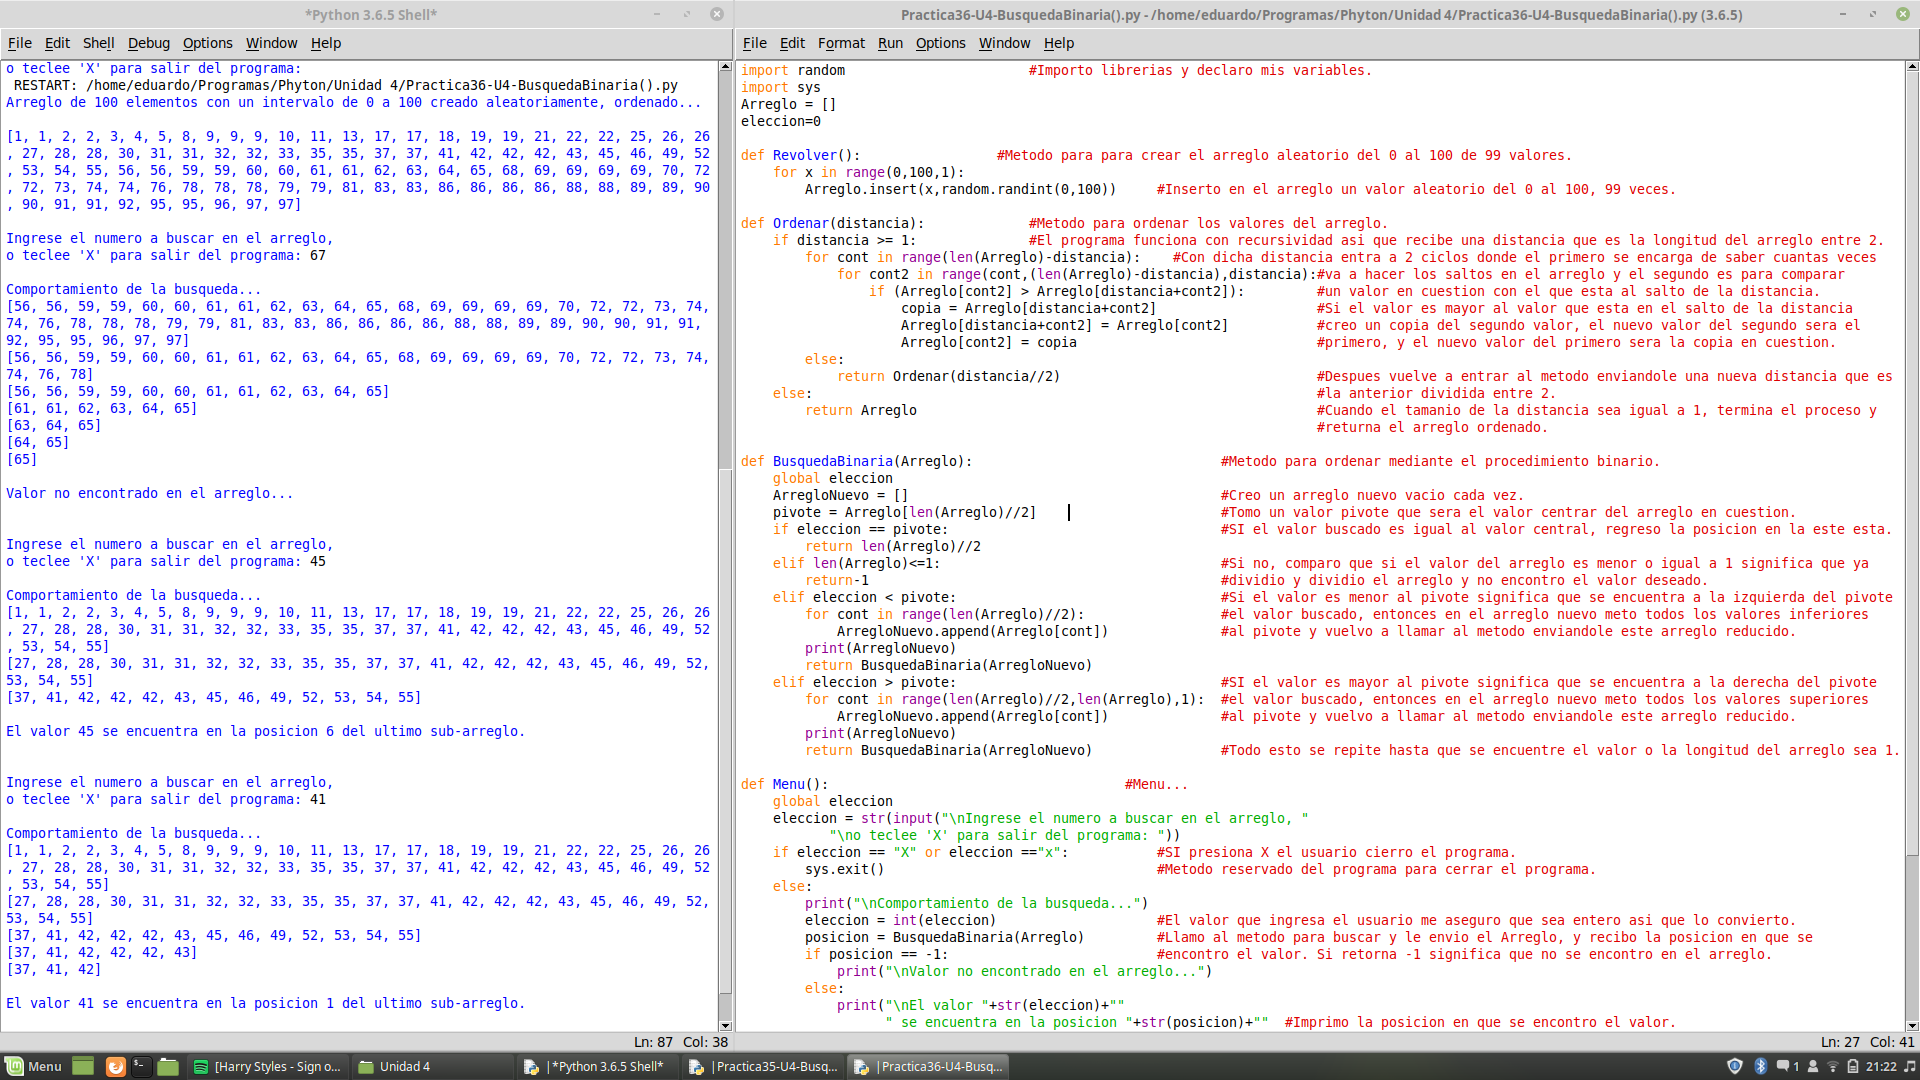 *Python 3.6.5 Shell*
File Edit Shell Debug Options Window Help
o teclee 'X' para salir del programa:
 RESTART: /home/eduardo/Programas/Phyton/Unidad 4/Practica36-U4-BusquedaBinaria().py
Arreglo de 100 elementos con un intervalo de 0 a 100 creado aleatoriamente, ordenado...
[1, 1, 2, 2, 3, 4, 5, 8, 9, 9, 9, 10, 11, 13, 17, 17, 18, 19, 19, 21, 22, 22, 25, 26, 26
, 27, 28, 28, 30, 31, 31, 32, 32, 33, 35, 35, 37, 37, 41, 42, 42, 42, 43, 45, 46, 49, 52
, 53, 54, 55, 56, 56, 59, 59, 60, 60, 61, 61, 62, 63, 64, 65, 68, 69, 69, 69, 69, 70, 72
, 72, 73, 74, 74, 76, 78, 78, 78, 79, 79, 81, 83, 83, 86, 86, 86, 86, 88, 88, 89, 89, 90
, 90, 91, 91, 92, 95, 95, 96, 97, 97]
Ingrese el numero a buscar en el arreglo,
o teclee 'X' para salir del programa: 67
Comportamiento de la busqueda...
[56, 56, 59, 59, 60, 60, 61, 61, 62, 63, 64, 65, 68, 69, 69, 69, 69, 70, 72, 72, 73, 74,
74, 76, 78, 78, 78, 79, 79, 81, 83, 83, 86, 86, 86, 86, 88, 88, 89, 89, 90, 90, 91, 91,
92, 95, 95, 96, 97, 97]
[56, 56, 59, 59, 60, 60, 61, 61, 62, 63, 64, 65, 68, 69, 69, 69, 69, 70, 72, 72, 73, 74,
74, 76, 78]
[56, 56, 59, 59, 60, 60, 61, 61, 62, 63, 64, 65]
[61, 61, 62, 63, 64, 65]
[63, 64, 65]
[64, 65]
[65]
Valor no encontrado en el arreglo...
Ingrese el numero a buscar en el arreglo,
o teclee 'X' para salir del programa: 45
Comportamiento de la busqueda...
[1, 1, 2, 2, 3, 4, 5, 8, 9, 9, 9, 10, 11, 13, 17, 17, 18, 19, 19, 21, 22, 22, 25, 26, 26
, 27, 28, 28, 30, 31, 31, 32, 32, 33, 35, 35, 37, 37, 41, 42, 42, 42, 43, 45, 46, 49, 52
, 53, 54, 55]
[27, 28, 28, 30, 31, 31, 32, 32, 33, 35, 35, 37, 37, 41, 42, 42, 42, 43, 45, 46, 49, 52,
53, 54, 55]
[37, 41, 42, 42, 42, 43, 45, 46, 49, 52, 53, 54, 55]
El valor 45 se encuentra en la posicion 6 del ultimo sub-arreglo.
Ingrese el numero a buscar en el arreglo,
o teclee 'X' para salir del programa: 41
Comportamiento de la busqueda...
[1, 1, 2, 2, 3, 4, 5, 8, 9, 9, 9, 10, 11, 13, 17, 17, 18, 19, 19, 21, 22, 22, 25, 26, 26
, 27, 28, 28, 30, 31, 31, 32, 32, 33, 35, 35, 37, 37, 41, 42, 42, 42, 43, 45, 46, 49, 52
, 53, 54, 55]
[27, 28, 28, 30, 31, 31, 32, 32, 33, 35, 35, 37, 37, 41, 42, 42, 42, 43, 45, 46, 49, 52,
53, 54, 55]
[37, 41, 42, 42, 42, 43, 45, 46, 49, 52, 53, 54, 55]
[37, 41, 42, 42, 42, 43]
[37, 41, 42]
El valor 41 se encuentra en la posicion 1 del ultimo sub-arreglo.
Ln: 87 Col: 38
Practica36-U4-BusquedaBinaria().py - /home/eduardo/Programas/Phyton/Unidad 4/Practica36-U4-BusquedaBinaria().py (3.6.5)
File Edit Format Run Options Window Help
import random #Importo librerias y declaro mis variables.
import sys
Arreglo = []
eleccion=0
def Revolver(): #Metodo para para crear el arreglo aleatorio del 0 al 100 de 99 valores.
    for x in range(0,100,1):
        Arreglo.insert(x,random.randint(0,100)) #Inserto en el arreglo un valor aleatorio del 0 al 100, 99 veces.
def Ordenar(distancia): #Metodo para ordenar los valores del arreglo.
    if distancia >= 1: #El programa funciona con recursividad asi que recibe una distancia que es la longitud del arreglo entre 2.
        for cont in range(len(Arreglo)-distancia): #Con dicha distancia entra a 2 ciclos donde el primero se encarga de saber cuantas veces
            for cont2 in range(cont,(len(Arreglo)-distancia),distancia):#va a hacer los saltos en el arreglo y el segundo es para comparar
                if (Arreglo[cont2] > Arreglo[distancia+cont2]): #un valor en cuestion con el que esta al salto de la distancia.
                    copia = Arreglo[distancia+cont2] #Si el valor es mayor al valor que esta en el salto de la distancia
                    Arreglo[distancia+cont2] = Arreglo[cont2] #creo un copia del segundo valor, el nuevo valor del segundo sera el
                    Arreglo[cont2] = copia #primero, y el nuevo valor del primero sera la copia en cuestion.
        else:
            return Ordenar(distancia//2) #Despues vuelve a entrar al metodo enviandole una nueva distancia que es
    else: #la anterior dividida entre 2.
        return Arreglo #Cuando el tamanio de la distancia sea igual a 1, termina el proceso y
#returna el arreglo ordenado.
def BusquedaBinaria(Arreglo): #Metodo para ordenar mediante el procedimiento binario.
    global eleccion
    ArregloNuevo = [] #Creo un arreglo nuevo vacio cada vez.
    pivote = Arreglo[len(Arreglo)//2] #Tomo un valor pivote que sera el valor centrar del arreglo en cuestion.
    if eleccion == pivote: #SI el valor buscado es igual al valor central, regreso la posicion en la este esta.
        return len(Arreglo)//2
    elif len(Arreglo)<=1: #Si no, comparo que si el valor del arreglo es menor o igual a 1 significa que ya
        return-1 #dividio y dividio el arreglo y no encontro el valor deseado.
    elif eleccion < pivote: #Si el valor es menor al pivote significa que se encuentra a la izquierda del pivote
        for cont in range(len(Arreglo)//2): #el valor buscado, entonces en el arreglo nuevo meto todos los valores inferiores
            ArregloNuevo.append(Arreglo[cont]) #al pivote y vuelvo a llamar al metodo enviandole este arreglo reducido.
        print(ArregloNuevo)
        return BusquedaBinaria(ArregloNuevo)
    elif eleccion > pivote: #SI el valor es mayor al pivote significa que se encuentra a la derecha del pivote
        for cont in range(len(Arreglo)//2,len(Arreglo),1): #el valor buscado, entonces en el arreglo nuevo meto todos los valores superiores
            ArregloNuevo.append(Arreglo[cont]) #al pivote y vuelvo a llamar al metodo enviandole este arreglo reducido.
        print(ArregloNuevo)
        return BusquedaBinaria(ArregloNuevo) #Todo esto se repite hasta que se encuentre el valor o la longitud del arreglo sea 1.
def Menu(): #Menu...
    global eleccion
    eleccion = str(input("\nIngrese el numero a buscar en el arreglo, "
           "\no teclee 'X' para salir del programa: "))
    if eleccion == "X" or eleccion =="x": #SI presiona X el usuario cierro el programa.
        sys.exit() #Metodo reservado del programa para cerrar el programa.
    else:
        print("\nComportamiento de la busqueda...")
        eleccion = int(eleccion) #El valor que ingresa el usuario me aseguro que sea entero asi que lo convierto.
        posicion = BusquedaBinaria(Arreglo) #Llamo al metodo para buscar y le envio el Arreglo, y recibo la posicion en que se
        if posicion == -1: #encontro el valor. Si retorna -1 significa que no se encontro en el arreglo.
            print("\nValor no encontrado en el arreglo...")
        else:
            print("\nEl valor "+str(eleccion)+""
                  " se encuentra en la posicion "+str(posicion)+"" #Imprimo la posicion en que se encontro el valor.
Ln: 27 Col: 41
Menu
[Harry Styles - Sign o...
Unidad 4
|*Python 3.6.5 Shell*
|Practica35-U4-Busq...
|Practica36-U4-Busq...
1
21:22